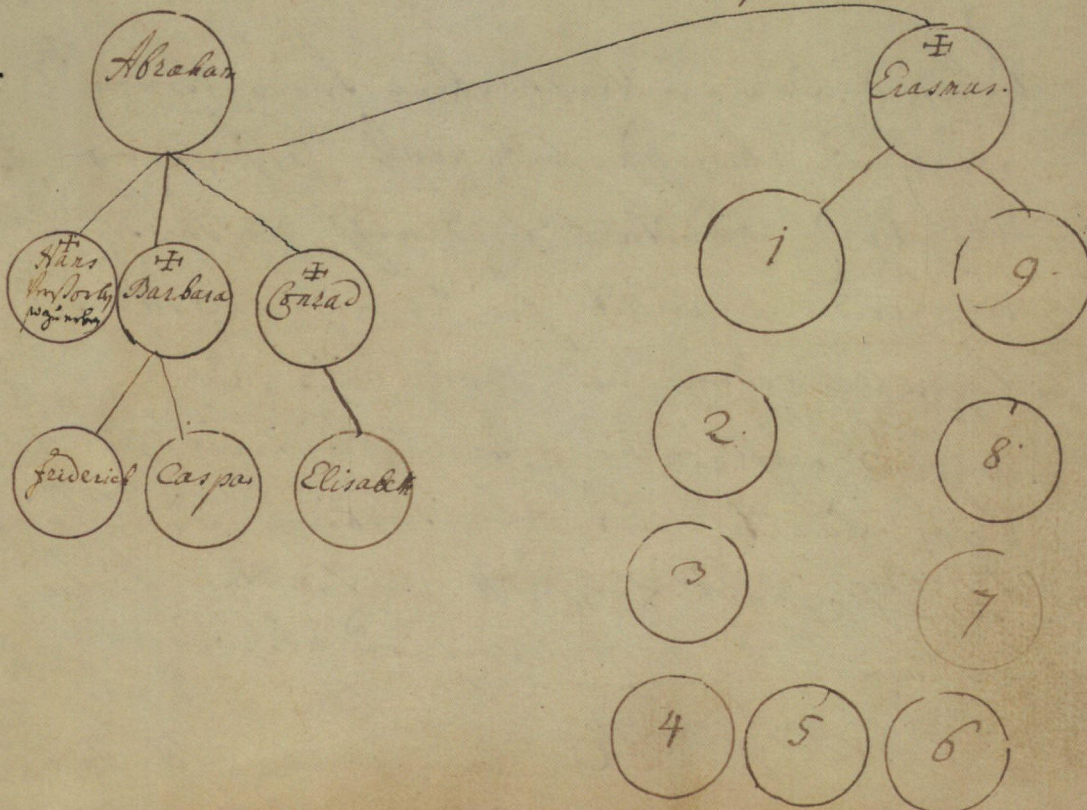 Abraham
Erasmus.
Hans
Barbara
Conrad
1
9.
Friderich
Caspar
Elisabeth
2.
8.
3
7
4
5
6